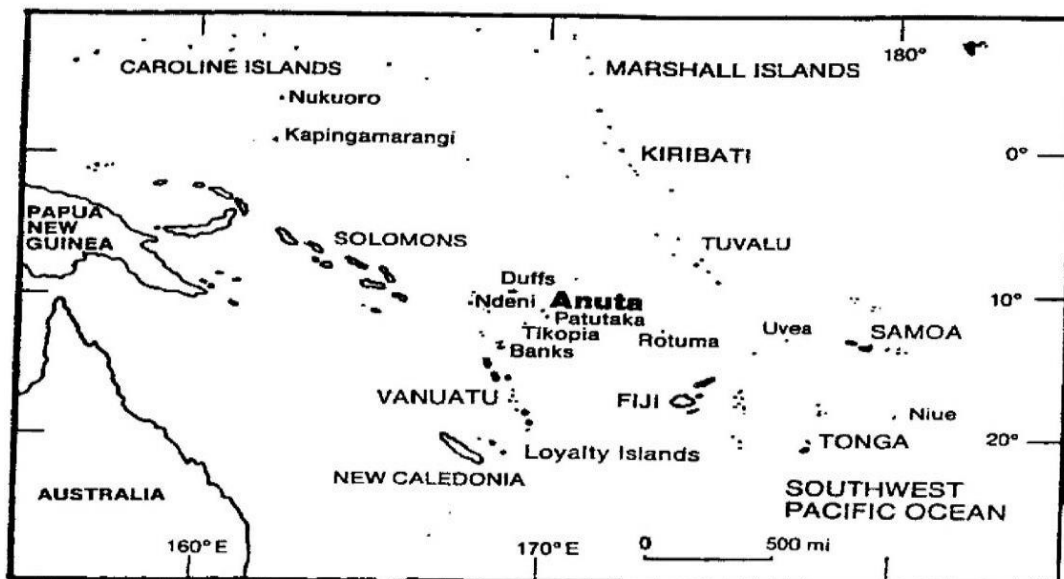 180°
CAROLINE ISLANDS
MARSHALL ISLANDS
Nukuoro
Kapingamarangi
KIRIBATI
0°
PAPUA
NEW
GUINEA
SOLOMONS
TUVALU
Duffs
Ndeni
Anuta
10°
Patutaka
Tikopia
Rotuma
Uvea
SAMOA
Banks
VANUATU
FIJI
Niue
TONGA
20°
Loyalty Islands
NEW CALEDONIA
AUSTRALIA
SOUTHWEST
PACIFIC OCEAN
160° E
170° E
0
500 mi